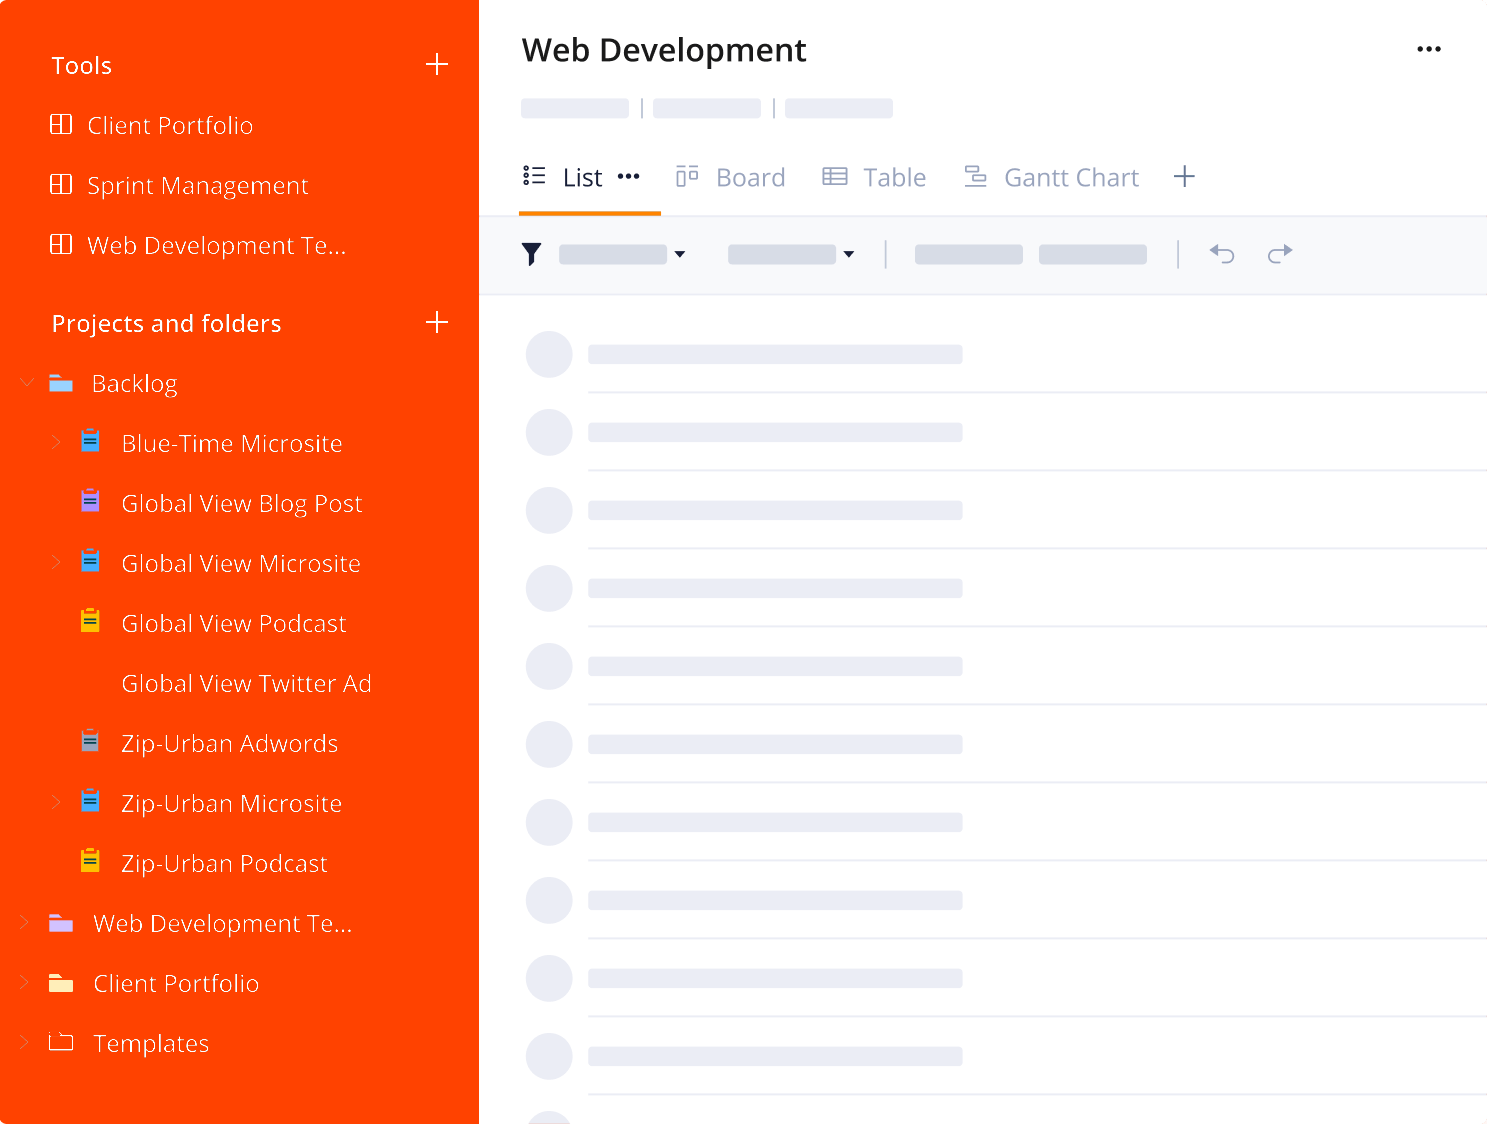 Tools
Client Portfolio
Sprint Management
Web Development Te...
Projects and folders
Backlog
Blue-Time Microsite
Global View Blog Post
Global View Microsite
Global View Podcast
Global View Twitter Ad
Zip-Urban Adwords
Zip-Urban Microsite
Zip-Urban Podcast
Web Development Te...
Client Portfolio
Templates
Web Development
List Board Table Gantt Chart